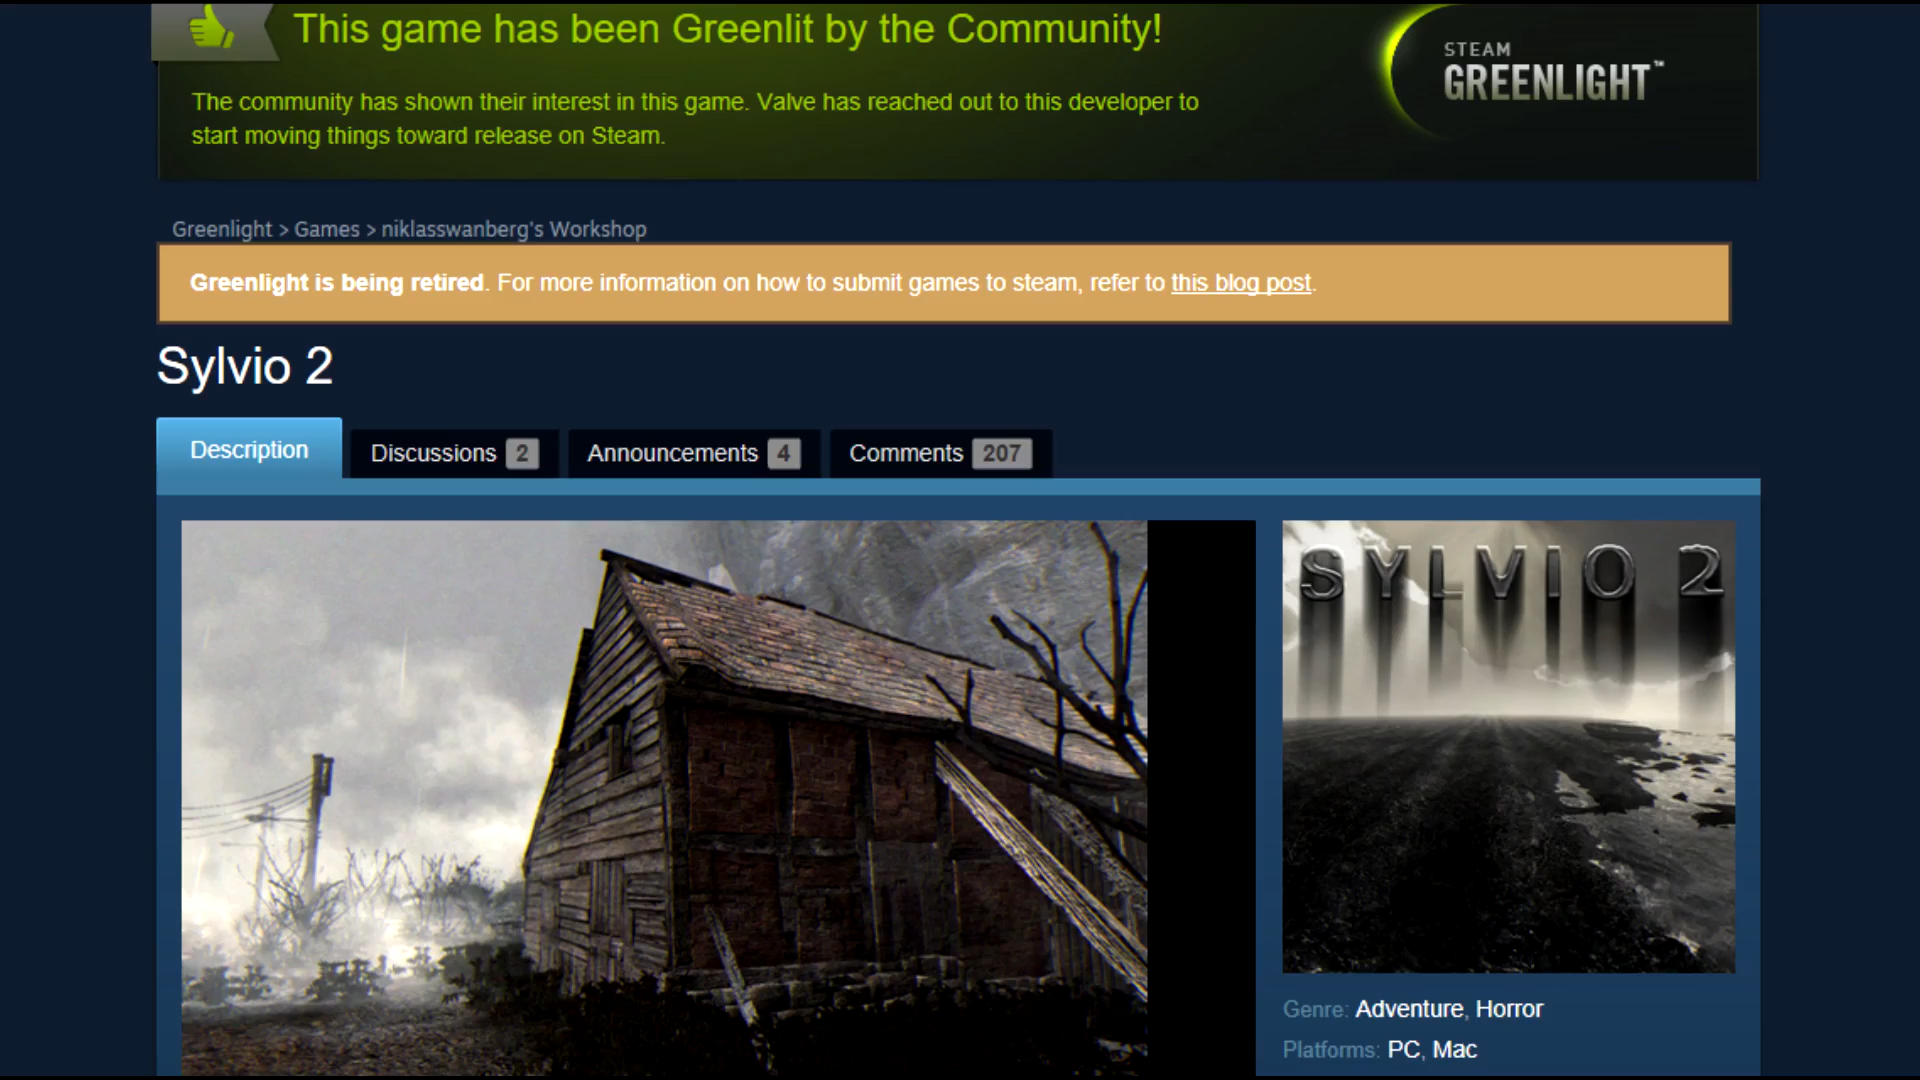 This game has been Greenlit by the Community!
STEAM
GREENLIGHT™
The community has shown their interest in this game. Valve has reached out to this developer to
start moving things toward release on Steam.
Greenlight > Games > niklasswanberg's Workshop
Greenlight is being retired. For more information on how to submit games to steam, refer to this blog post.
Sylvio 2
Description
Discussions 2
Announcements 4
Comments 207
SYLVIO 2
Genre: Adventure, Horror
Platforms: PC, Mac